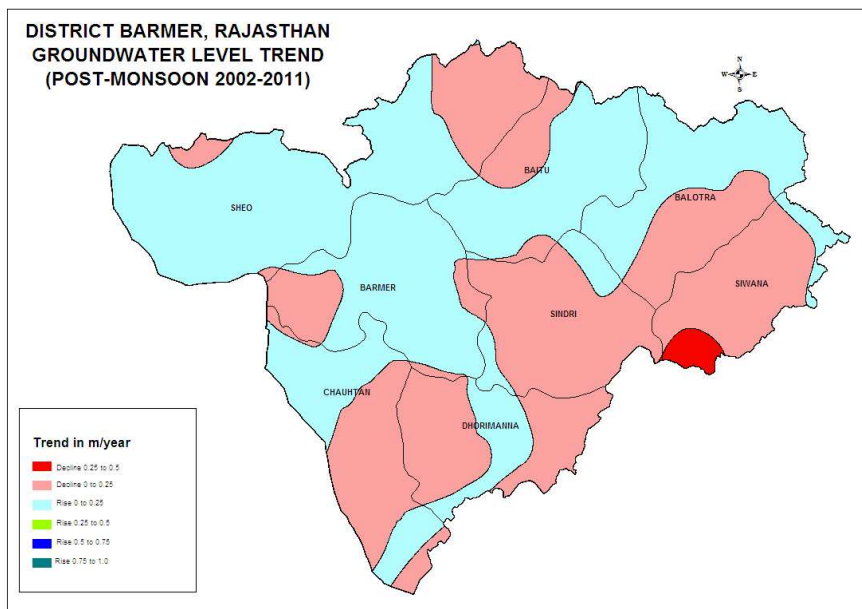 DISTRICT BARMER, RAJASTHAN
GROUNDWATER LEVEL TREND
(POST-MONSOON 2002-2011)
N
W E
S
BAITU
BALOTRA
SHEO
SIWANA
BARMER
SINDRI
CHAUHTAN
DHORIMANNA
Trend in m/year
Decline 0.25 to 0.5
Decline 0 to 0.25
Rise 0 to 0.25
Rise 0.25 to 0.5
Rise 0.5 to 0.75
Rise 0.75 to 1.0